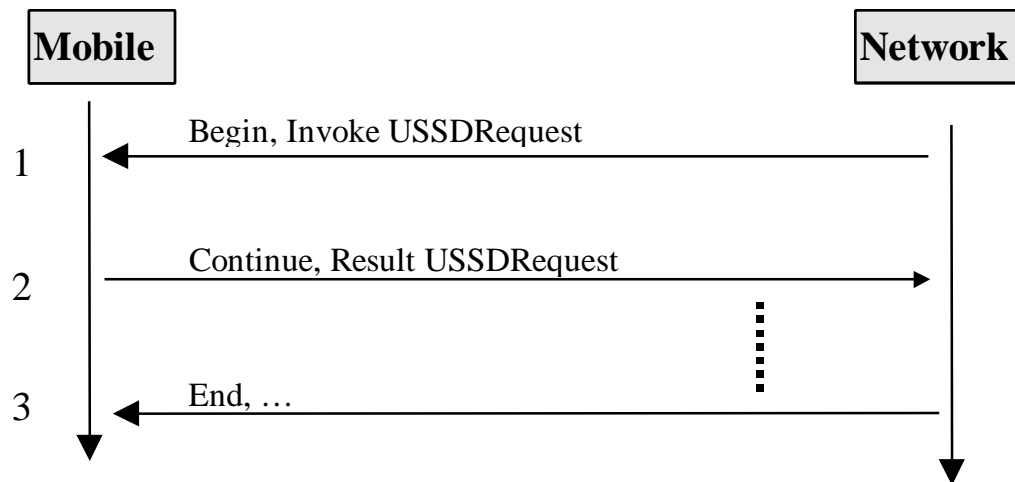 Mobile
Network
1
Begin, Invoke USSDRequest
2
Continue, Result USSDRequest
3
End, …